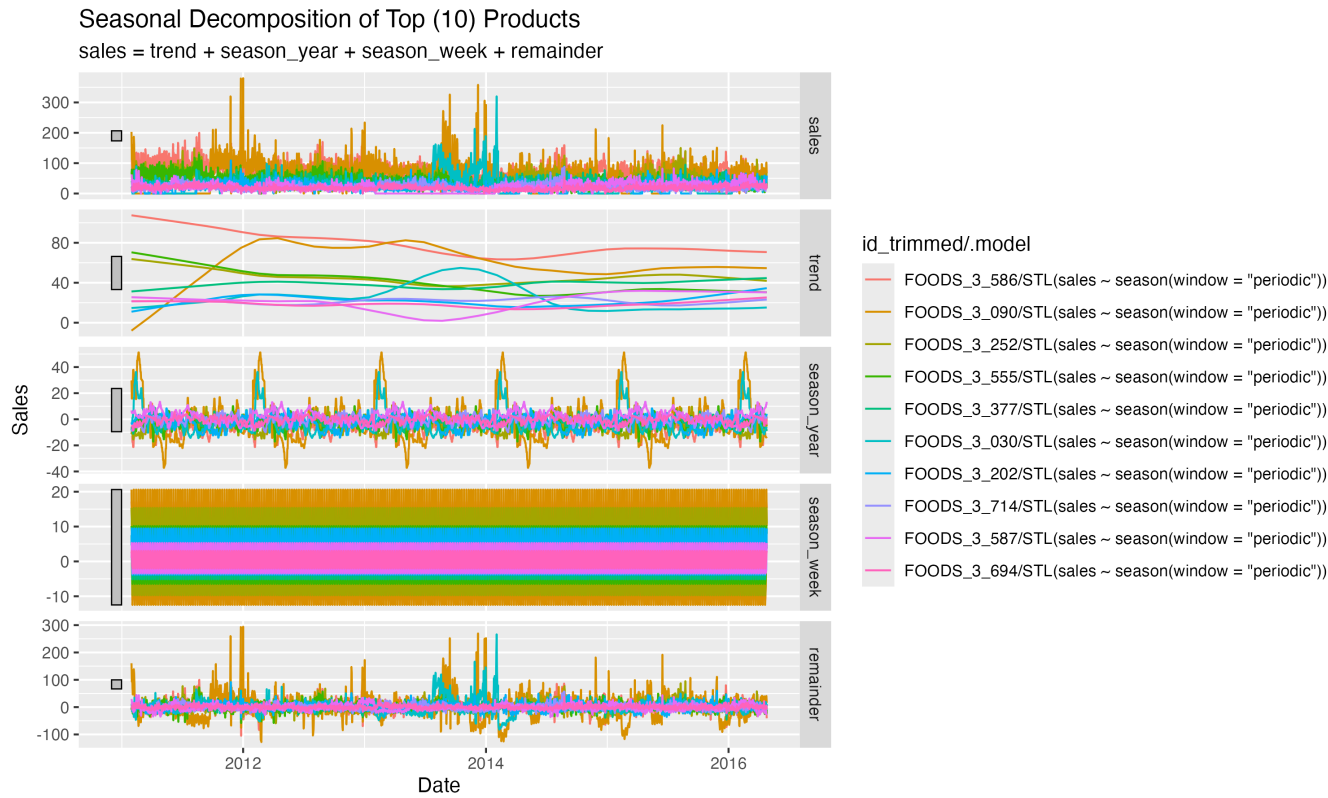 Seasonal Decomposition of Top (10) Products
sales = trend + season_year + season_week + remainder
300
200
100
0
sales
80
40
0
trend
40
20
0
-20
-40
season_year
20
10
0
-10
season_week
300
200
100
0
-100
remainder
Sales
2012
2014
2016
Date
id_trimmed/.model
FOODS_3_586/STL(sales ~ season(window = "periodic"))
FOODS_3_090/STL(sales ~ season(window = "periodic"))
FOODS_3_252/STL(sales ~ season(window = "periodic"))
FOODS_3_555/STL(sales ~ season(window = "periodic"))
FOODS_3_377/STL(sales ~ season(window = "periodic"))
FOODS_3_030/STL(sales ~ season(window = "periodic"))
FOODS_3_202/STL(sales ~ season(window = "periodic"))
FOODS_3_714/STL(sales ~ season(window = "periodic"))
FOODS_3_587/STL(sales ~ season(window = "periodic"))
FOODS_3_694/STL(sales ~ season(window = "periodic"))